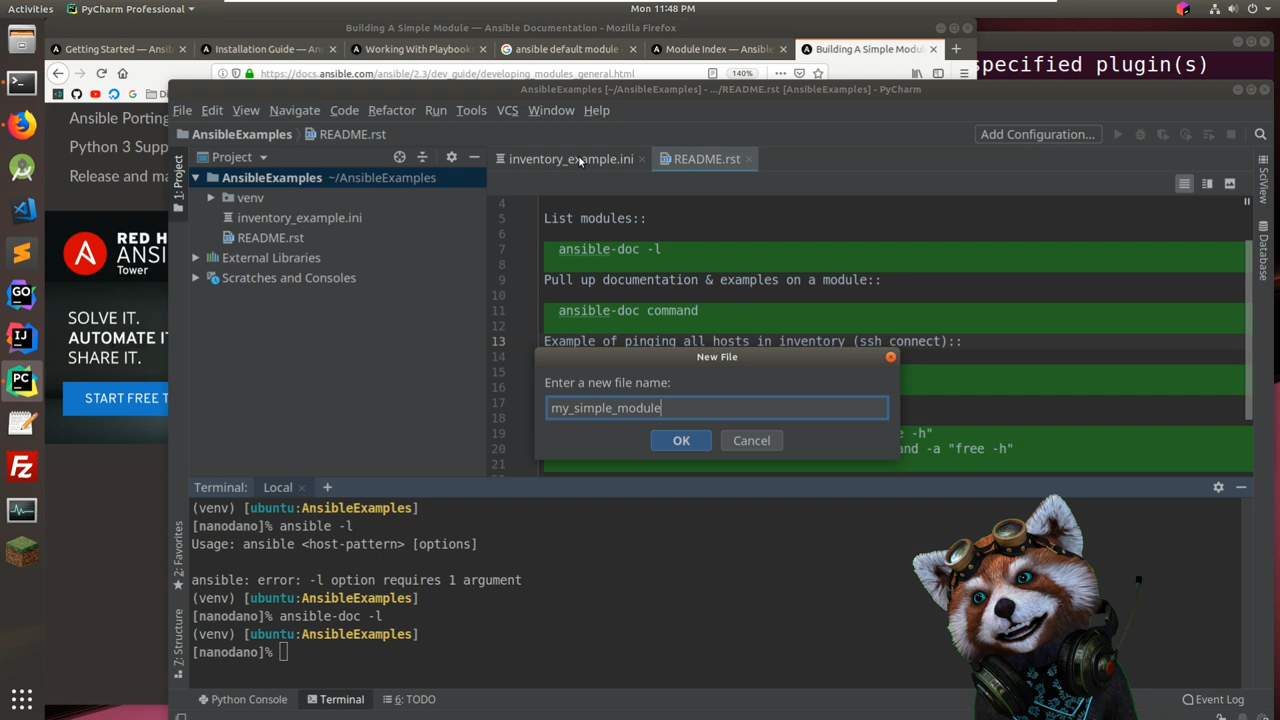 Activities
PyCharm Professional
Mon 11:48 PM
Building A Simple Module — Ansible Documentation - Mozilla Firefox
Getting Started — Ansib
Installation Guide — Ans
Working With Playbook
ansible default module
Module Index — Ansible
Building A Simple Modul
https://docs.ansible.com/ansible/2.3/dev_guide/developing_modules_general.html
140%
specified plugin(s)
Ansible Porting
Python 3 Supp
Release and ma
RED H
ANSI
Tower
SOLVE IT.
AUTOMATE I
SHARE IT.
START FREE T
AnsibleExamples [~/AnsibleExamples] - .../README.rst [AnsibleExamples] - PyCharm
File Edit View Navigate Code Refactor Run Tools VCS Window Help
AnsibleExamples
README.rst
Add Configuration...
1: Project
Project
inventory_example.ini
README.rst
AnsibleExamples ~/AnsibleExamples
venv
inventory_example.ini
README.rst
External Libraries
Scratches and Consoles
4
5 List modules::
6
7 ansible-doc -l
8
9 Pull up documentation & examples on a module::
10
11 ansible-doc command
12
13 Example of pinging all hosts in inventory (ssh connect)::
14
15
16
17
18
19 e -h"
20 and -a "free -h"
21
New File
Enter a new file name:
my_simple_module
OK
Cancel
SciView
Database
2: Favorites
7: Structure
Terminal: Local
(venv) [ubuntu:AnsibleExamples]
[nanodano]% ansible -l
Usage: ansible <host-pattern> [options]
ansible: error: -l option requires 1 argument
(venv) [ubuntu:AnsibleExamples]
[nanodano]% ansible-doc -l
(venv) [ubuntu:AnsibleExamples]
[nanodano]%
Python Console
Terminal
6: TODO
Event Log
GO
IJ
PC
FZ